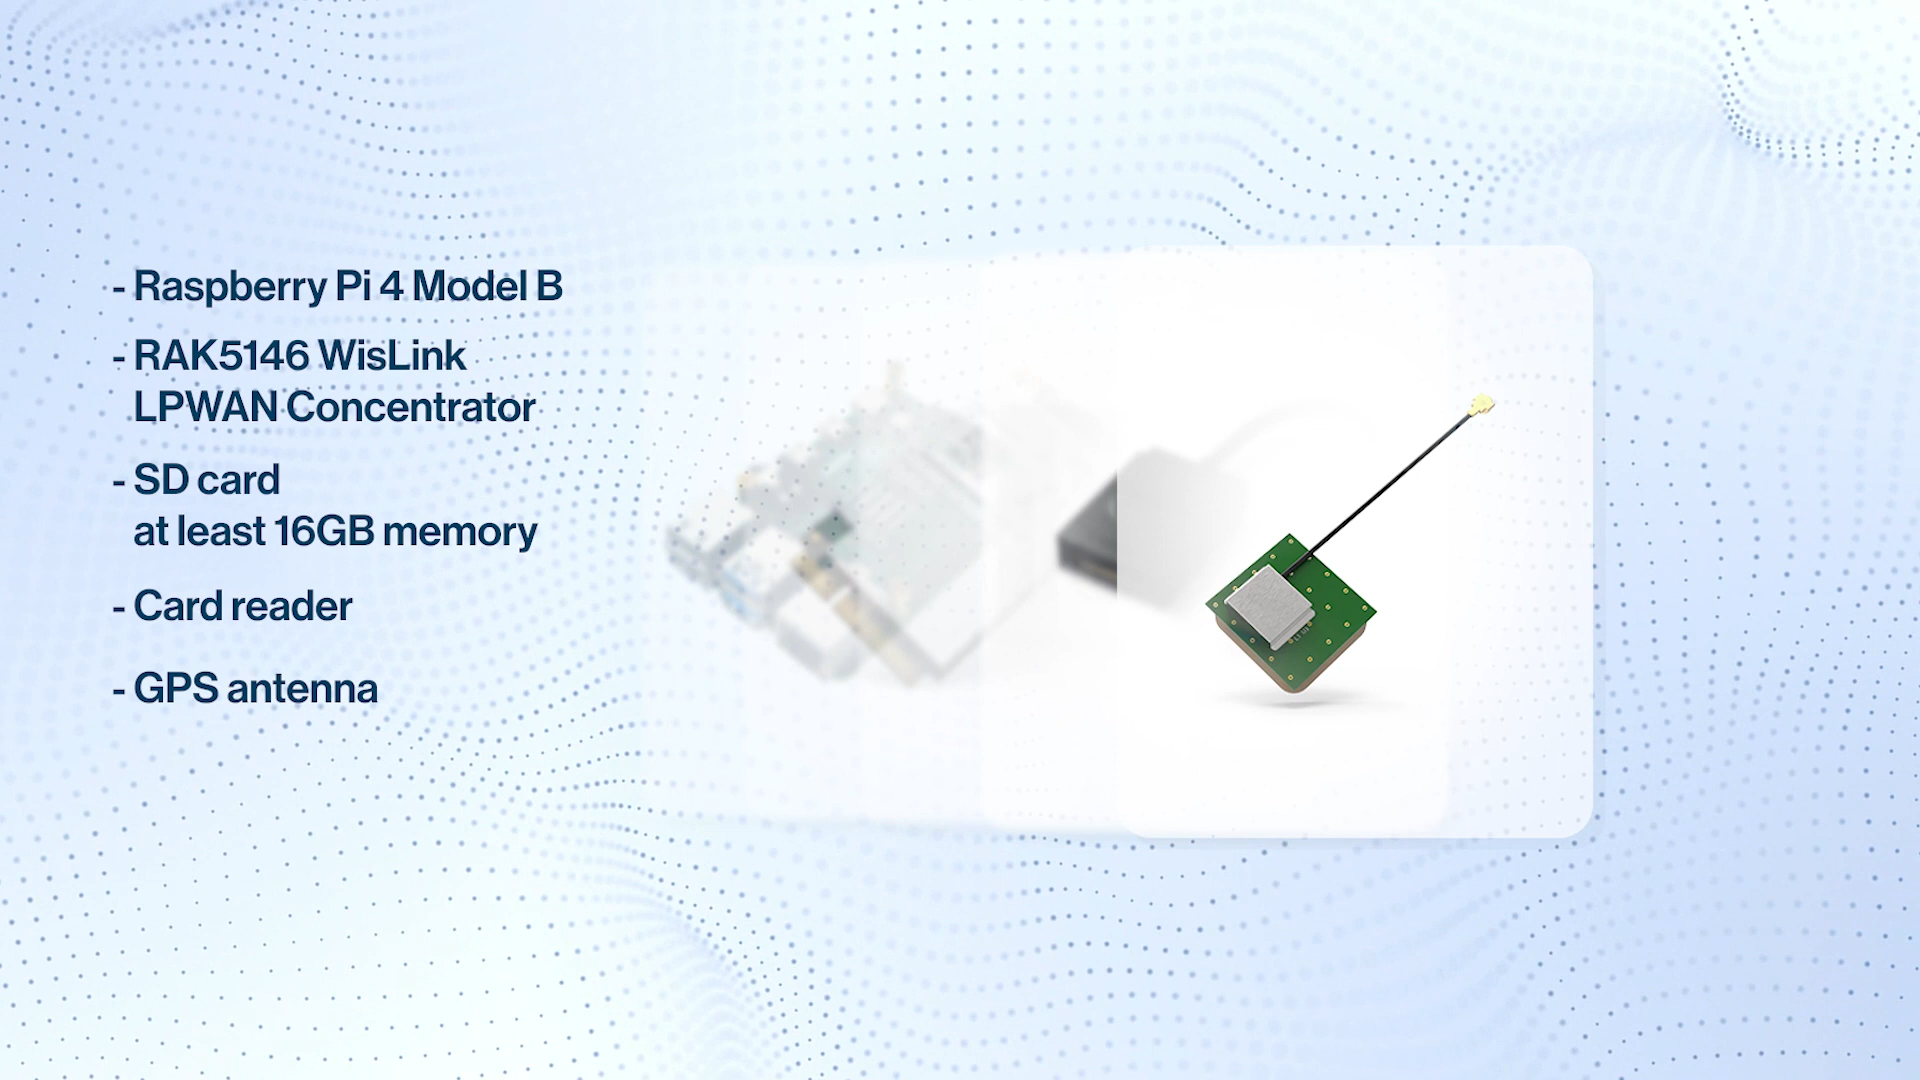 - Raspberry Pi 4 Model B
- RAK5146 WisLink
LPWAN Concentrator
- SD card
at least 16GB memory
- Card reader
- GPS antenna